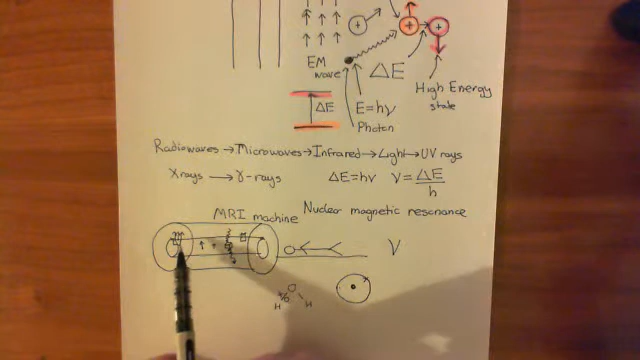 EM
wave
ΔE
High Energy
state
ΔE
E=hν
Photon
Radiowaves→Microwaves→Infrared→Light→UV rays
Xrays → γ-rays ΔE=hν ν=ΔE/h
MRI machine Nuclear magnetic resonance
ν
O
H H